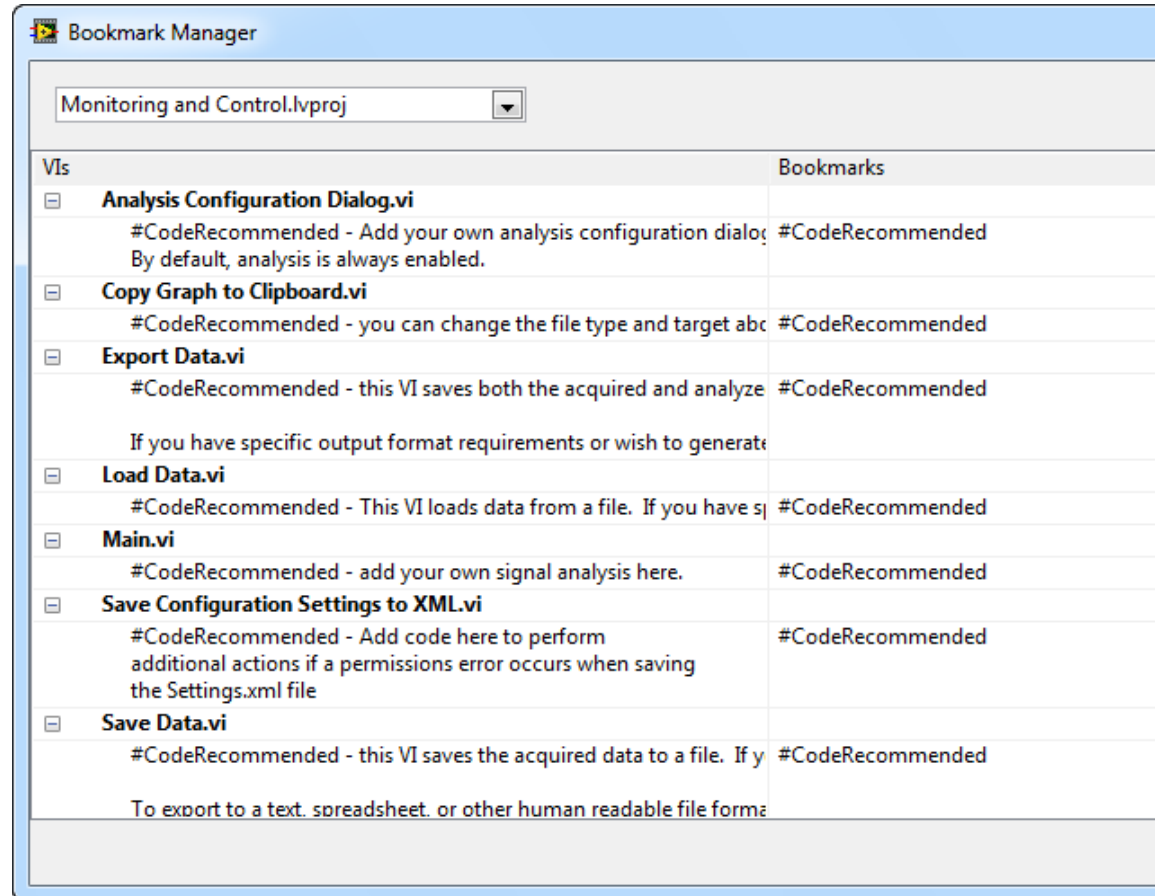 Bookmark Manager
Monitoring and Control.lvproj
VIs Bookmarks
Analysis Configuration Dialog.vi
#CodeRecommended - Add your own analysis configuration dialog #CodeRecommended
By default, analysis is always enabled.
Copy Graph to Clipboard.vi
#CodeRecommended - you can change the file type and target #CodeRecommended
Export Data.vi
#CodeRecommended - this VI saves both the acquired and analyze #CodeRecommended
If you have specific output format requirements or wish to generate
Load Data.vi
#CodeRecommended - This VI loads data from a file. If you have #CodeRecommended
Main.vi
#CodeRecommended - add your own signal analysis here. #CodeRecommended
Save Configuration Settings to XML.vi
#CodeRecommended - Add code here to perform #CodeRecommended
additional actions if a permissions error occurs when saving
the Settings.xml file
Save Data.vi
#CodeRecommended - this VI saves the acquired data to a file. If #CodeRecommended
To export to a text, spreadsheet, or other human readable file forma